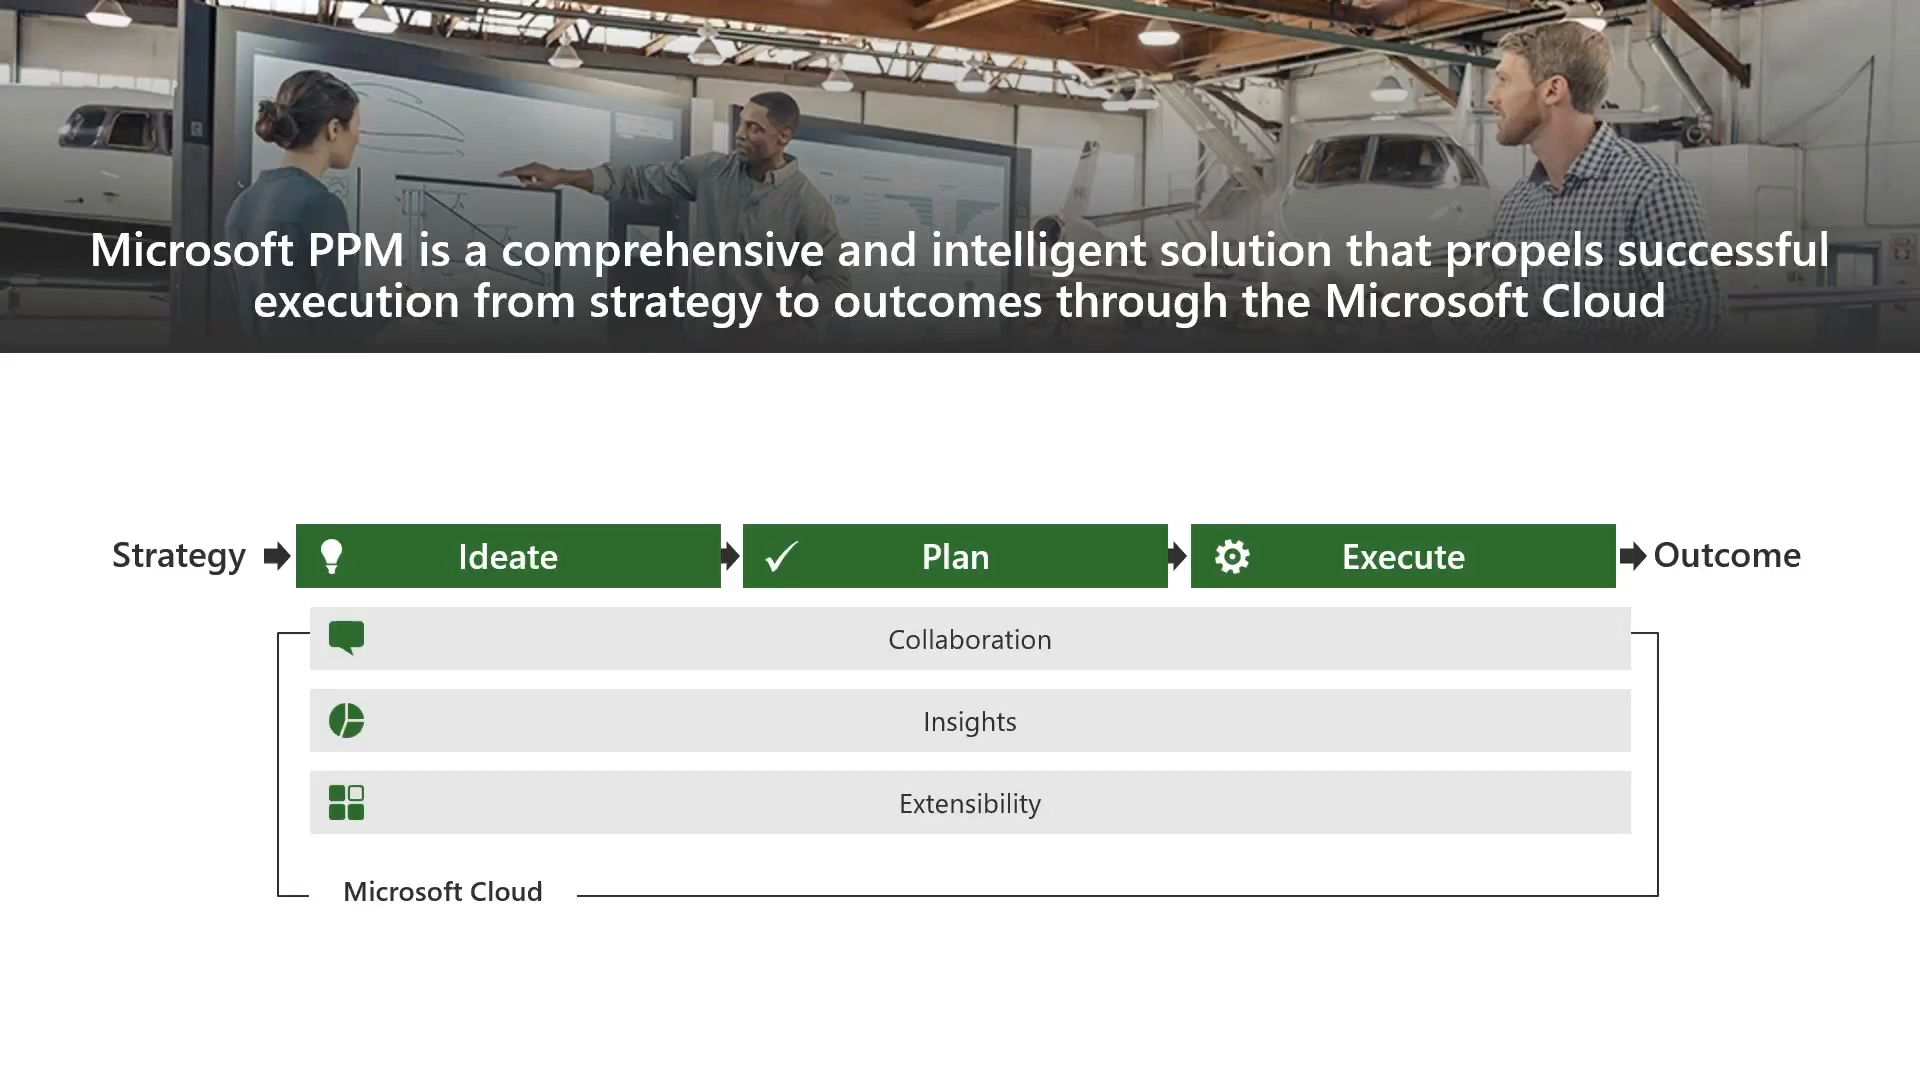 Microsoft PPM is a comprehensive and intelligent solution that propels successful
execution from strategy to outcomes through the Microsoft Cloud
Strategy
Ideate
Plan
Execute
Outcome
Collaboration
Insights
Extensibility
Microsoft Cloud